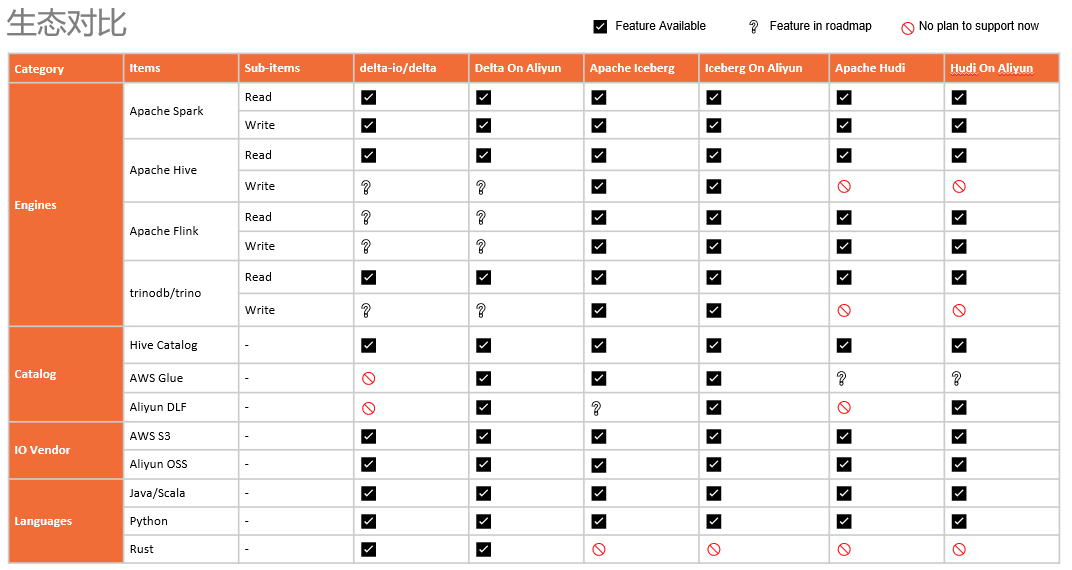 生态对比
Feature Available
Feature in roadmap
No plan to support now
Category Items Sub-items delta-io/delta Delta On Aliyun Apache Iceberg Iceberg On Aliyun Apache Hudi Hudi On Aliyun
Engines
Apache Spark
Read
Write
Apache Hive
Read
Write
Apache Flink
Read
Write
trinodb/trino
Read
Write
Catalog
Hive Catalog -
AWS Glue -
Aliyun DLF -
IO Vendor
AWS S3 -
Aliyun OSS -
Languages
Java/Scala -
Python -
Rust -